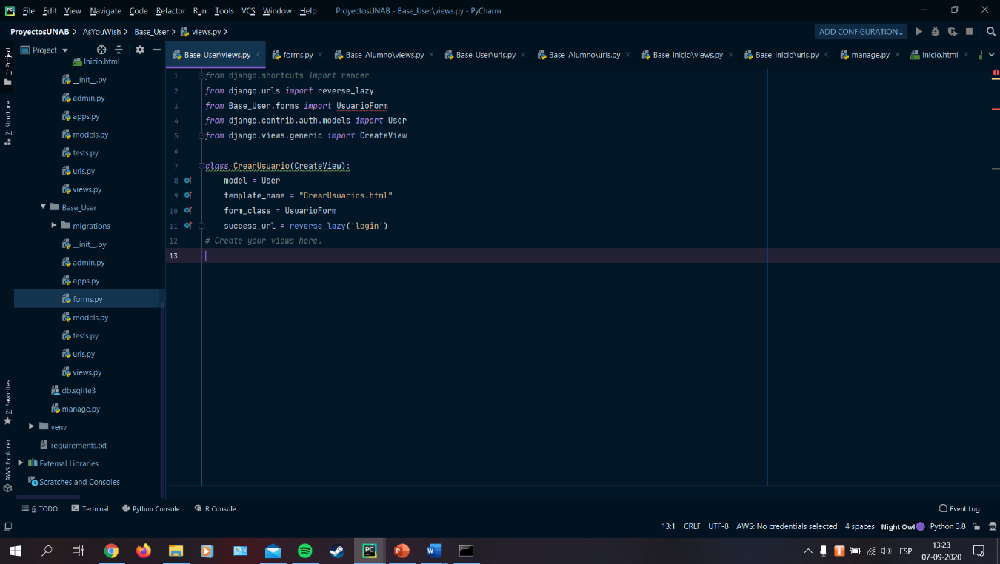 File Edit View Navigate Code Refactor Run Tools VCS Window Help ProyectosUNAB - Base_User\views.py - PyCharm
ProyectosUNAB AsYouWish Base_User views.py ADD CONFIGURATION...
1: Project
7: Structure
2: Favorites
AWS Explorer
Project
Inicio.html
__init__.py
admin.py
apps.py
models.py
tests.py
urls.py
views.py
Base_User
migrations
__init__.py
admin.py
apps.py
forms.py
models.py
tests.py
urls.py
views.py
db.sqlite3
manage.py
venv
requirements.txt
External Libraries
Scratches and Consoles
Base_User\views.py forms.py Base_Alumno\views.py Base_User\urls.py Base_Alumno\urls.py Base_Inicio\views.py Base_Inicio\urls.py manage.py Inicio.html
1 from django.shortcuts import render
2 from django.urls import reverse_lazy
3 from Base_User.forms import UsuarioForm
4 from django.contrib.auth.models import User
5 from django.views.generic import CreateView
6
7 class CrearUsuario(CreateView):
8 model = User
9 template_name = "CrearUsuarios.html"
10 form_class = UsuarioForm
11 success_url = reverse_lazy('login')
12 # Create your views here.
13
6: TODO Terminal Python Console R Console Event Log
13:1 CRLF UTF-8 AWS: No credentials selected 4 spaces Night Owl Python 3.8
ESP
13:23
07-09-2020